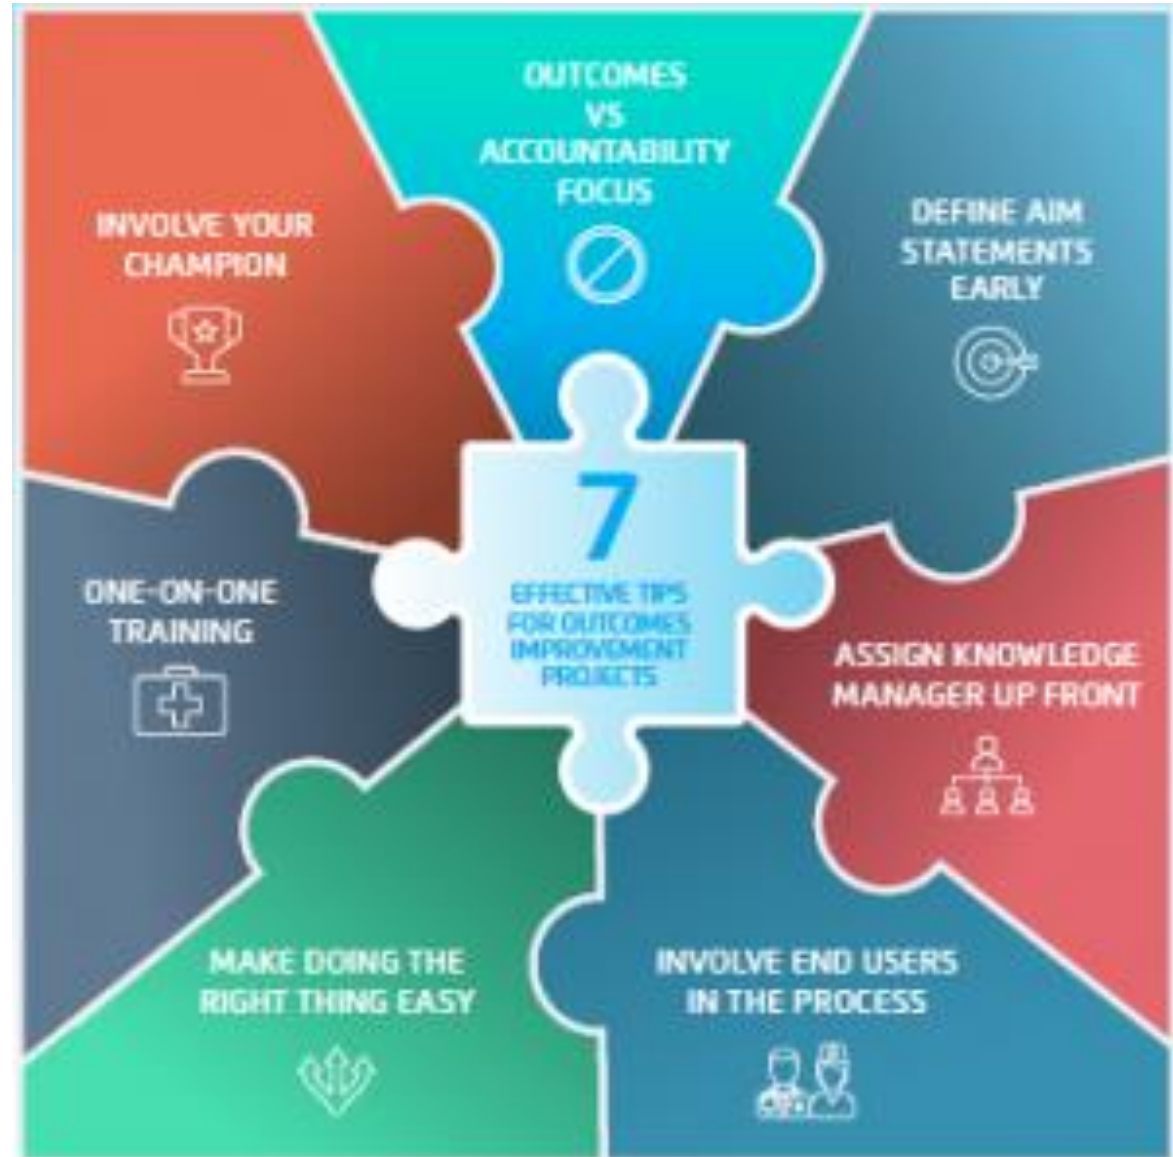 OUTCOMES
VS
ACCOUNTABILITY
FOCUS
DEFINE AIM
STATEMENTS
EARLY
ASSIGN KNOWLEDGE
MANAGER UP FRONT
INVOLVE END USERS
IN THE PROCESS
MAKE DOING THE
RIGHT THING EASY
ONE-ON-ONE
TRAINING
INVOLVE YOUR
CHAMPION
7
EFFECTIVE TIPS
FOR OUTCOMES
IMPROVEMENT
PROJECTS